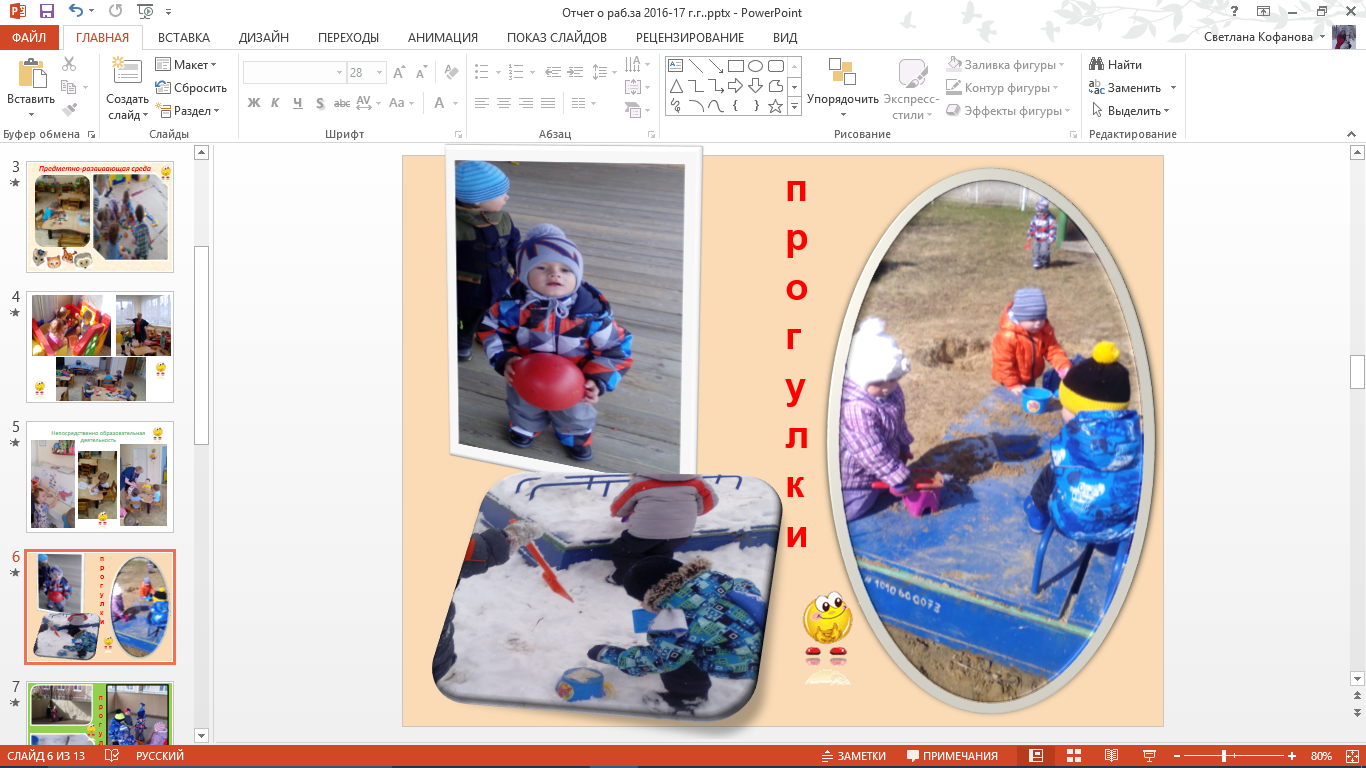 Отчет о раб.за 2016-17 г.г..pptx - PowerPoint
ФАЙЛ ГЛАВНАЯ ВСТАВКА ДИЗАЙН ПЕРЕХОДЫ АНИМАЦИЯ ПОКАЗ СЛАЙДОВ РЕЦЕНЗИРОВАНИЕ ВИД Светлана Кофанова
Вставить
Буфер обмена
Создать слайд
Макет
Сбросить
Раздел
Слайды
28
Ж К Ч S abc AV Aa А
Шрифт
Абзац
Упорядочить
Экспресс-стили
Заливка фигуры
Контур фигуры
Эффекты фигуры
Рисование
Найти
Заменить
Выделить
Редактирование
3
Предметно-развивающая среда
4
5
Непосредственно образовательная
деятельность
6
прогулки
7
п
р
о
г
у
л
к
и
1010600073
СЛАЙД 6 ИЗ 13 РУССКИЙ ЗАМЕТКИ ПРИМЕЧАНИЯ 80%